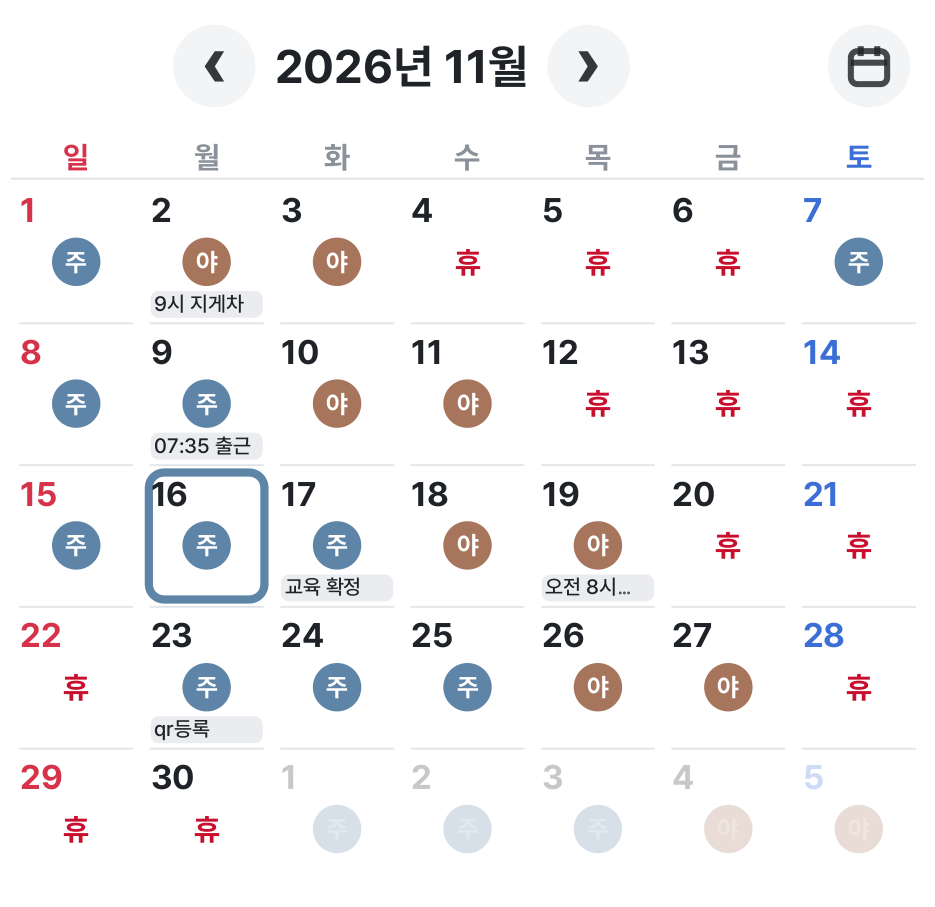 2026년 11월
일 월 화 수 목 금 토
1 2 3 4 5 6 7
주 야 야 휴 휴 휴 주
9시 지게차
8 9 10 11 12 13 14
주 주 야 야 휴 휴 휴
07:35 출근
15 16 17 18 19 20 21
주 주 주 야 야 휴 휴
교육 확정 오전 8시...
22 23 24 25 26 27 28
휴 주 주 주 야 야 휴
qr등록
29 30 1 2 3 4 5
휴 휴 주 주 주 야 야